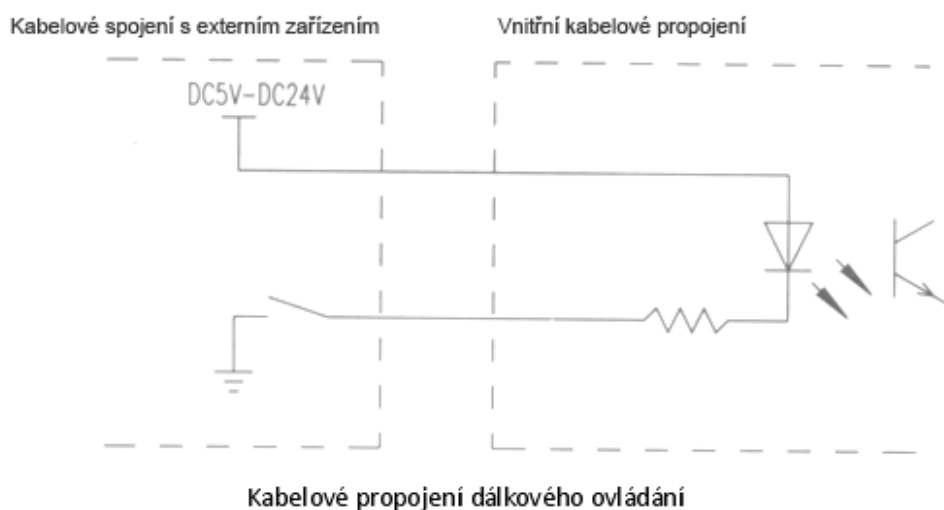 Kabelové spojení s externím zařízením
Vnitřní kabelové propojení
DC5V-DC24V
Kabelové propojení dálkového ovládání